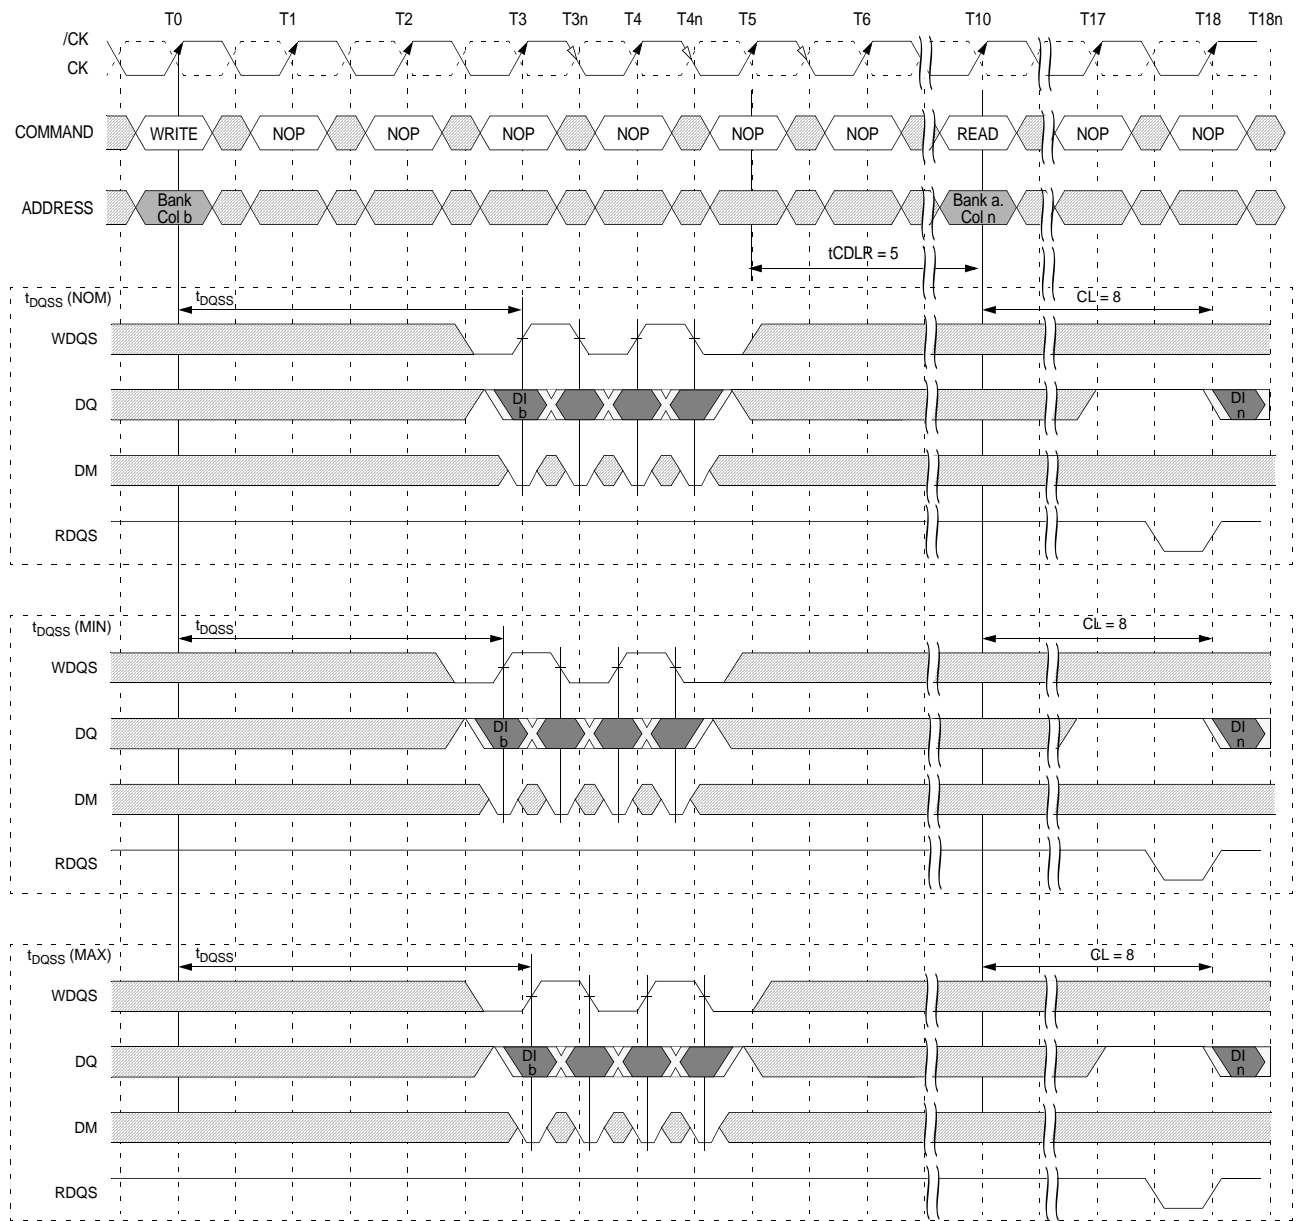 T0 T1 T2 T3 T3n T4 T4n T5 T6 T10 T17 T18 T18n
/CK
CK
COMMAND WRITE NOP NOP NOP NOP NOP NOP READ NOP NOP
ADDRESS Bank Col b Bank a. Col n
tCDLR = 5
tDQSS (NOM) tDQSS CL = 8
WDQS
DQ DI b DI n
DM
RDQS
tDQSS (MIN) tDQSS CL = 8
WDQS
DQ DI b DI n
DM
RDQS
tDQSS (MAX) tDQSS CL = 8
WDQS
DQ DI b DI n
DM
RDQS